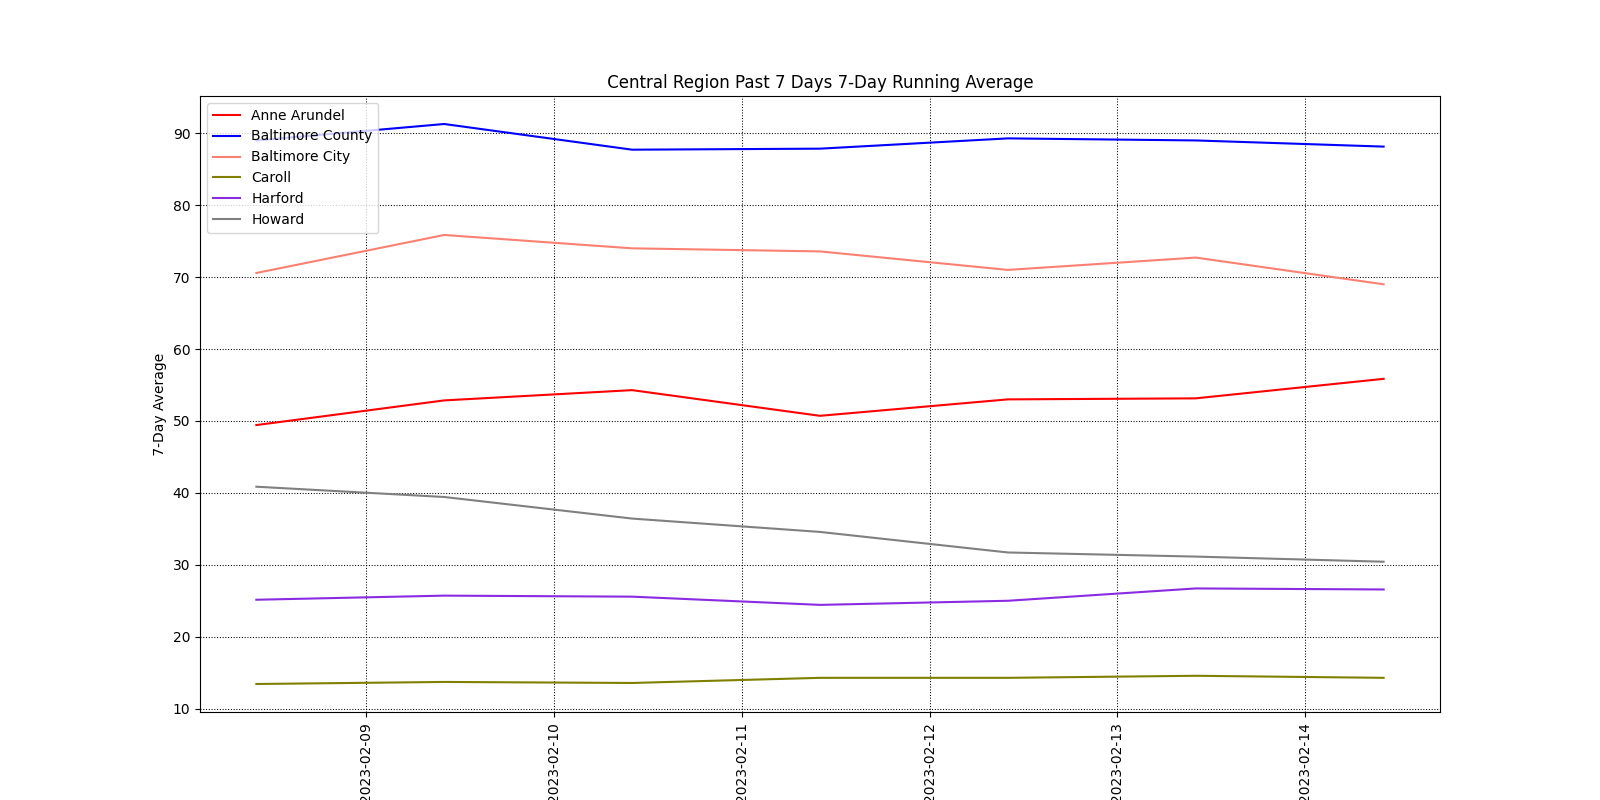 Central Region Past 7 Days 7-Day Running Average
Anne Arundel
Baltimore County
Baltimore City
Caroll
Harford
Howard
90
80
70
60
50
40
30
20
10
7-Day Average
2023-02-09
2023-02-10
2023-02-11
2023-02-12
2023-02-13
2023-02-14